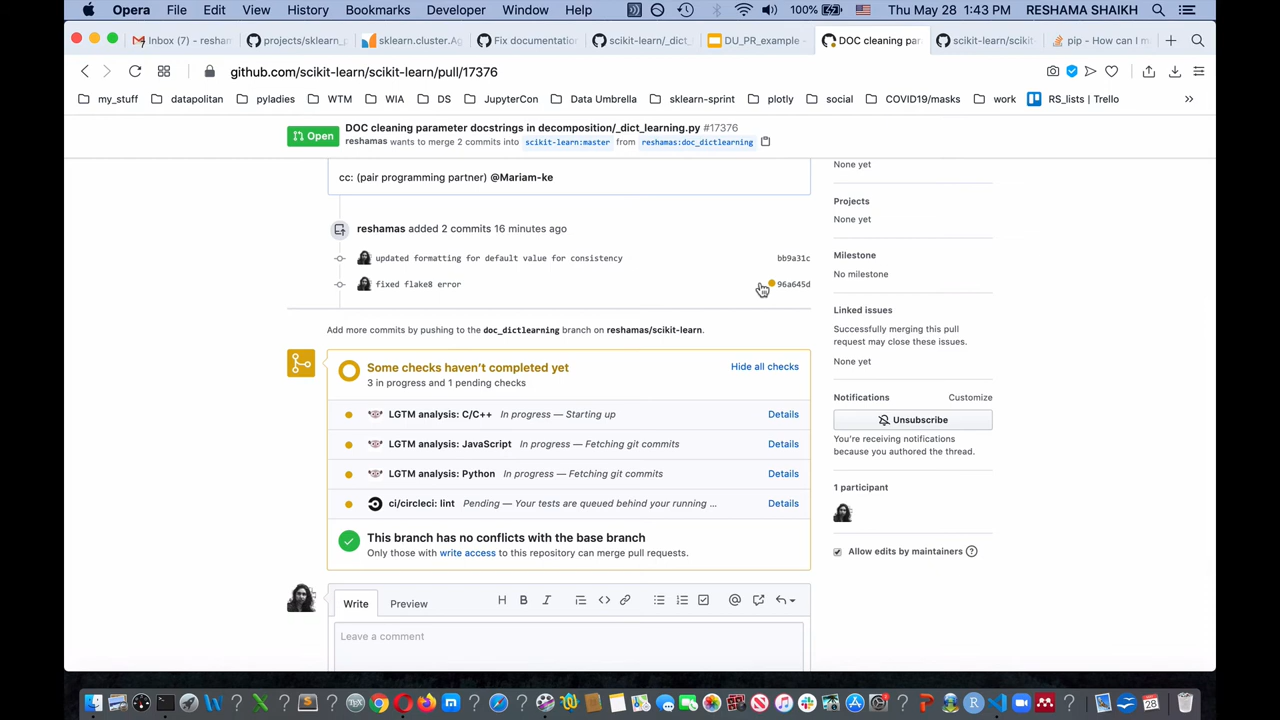 Opera File Edit View History Bookmarks Developer Window Help 100% Thu May 28 1:43 PM RESHAMA SHAIKH
Inbox (7) - resham projects/sklearn_p sklearn.cluster.Ag Fix documentation scikit-learn/_dict_ DU_PR_example - DOC cleaning par scikit-learn/scikit pip - How can I m
github.com/scikit-learn/scikit-learn/pull/17376
my_stuff datapolitan pyladies WTM WIA DS JupyterCon Data Umbrella sklearn-sprint plotly social COVID19/masks work RS_lists | Trello »
Open DOC cleaning parameter docstrings in decomposition/_dict_learning.py #17376
reshamas wants to merge 2 commits into scikit-learn:master from reshamas:doc_dictlearning
None yet
cc: (pair programming partner) @Mariam-ke
Projects
None yet
reshamas added 2 commits 16 minutes ago
updated formatting for default value for consistency bb9a31c
fixed flake8 error 96a645d
Milestone
No milestone
Linked issues
Successfully merging this pull
request may close these issues.
None yet
Add more commits by pushing to the doc_dictlearning branch on reshamas/scikit-learn.
Some checks haven't completed yet Hide all checks
3 in progress and 1 pending checks
LGTM analysis: C/C++ In progress — Starting up Details
LGTM analysis: JavaScript In progress — Fetching git commits Details
LGTM analysis: Python In progress — Fetching git commits Details
ci/circleci: lint Pending — Your tests are queued behind your running ... Details
This branch has no conflicts with the base branch
Only those with write access to this repository can merge pull requests.
Notifications Customize
Unsubscribe
You're receiving notifications
because you authored the thread.
1 participant
Allow edits by maintainers ?
Write Preview
Leave a comment